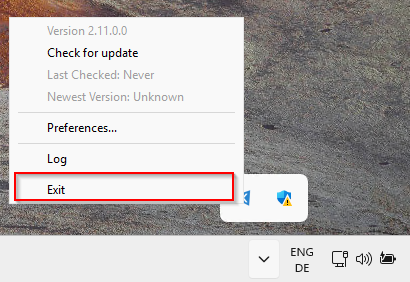 Version 2.11.0.0
Check for update
Last Checked: Never
Newest Version: Unknown
Preferences...
Log
Exit
ENG
DE